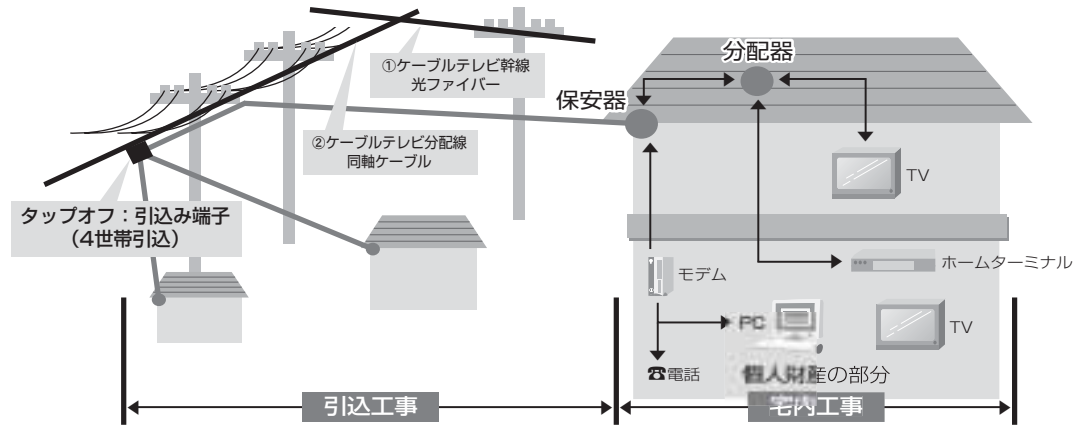 ①ケーブルテレビ幹線
光ファイバー
分配器
保安器
②ケーブルテレビ分配線
同軸ケーブル
TV
タップオフ：引込み端子
（4世帯引込）
ホームターミナル
モデム
PC
TV
☎電話
個人財産の部分
引込工事
宅内工事